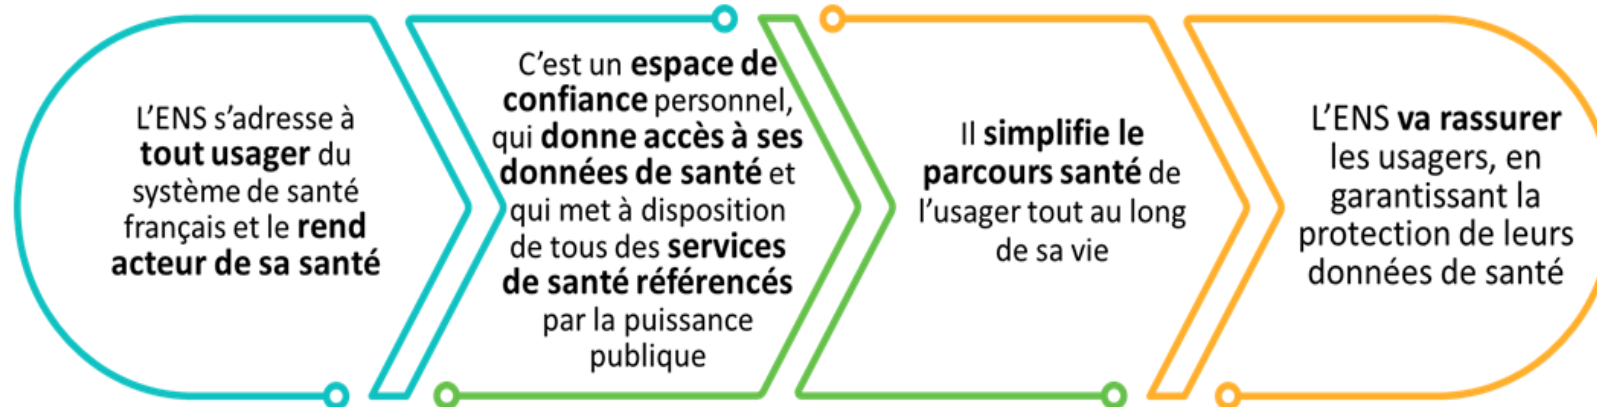 L’ENS s’adresse à
tout usager du
système de santé
français et le rend
acteur de sa santé
C’est un espace de
confiance personnel,
qui donne accès à ses
données de santé et
qui met à disposition
de tous des services
de santé référencés
par la puissance
publique
Il simplifie le
parcours santé de
l’usager tout au long
de sa vie
L’ENS va rassurer
les usagers, en
garantissant la
protection de leurs
données de santé